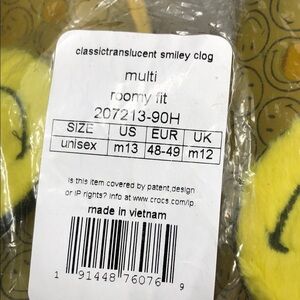 classictranslucent smiley clog
multi
roomy fit
207213-90H
SIZE US EUR UK
unisex m13 48-49 m12
is this item covered by patent,design
or IP rights? info at www.crocs.com/ip
made in vietnam
1 91448 76076 9